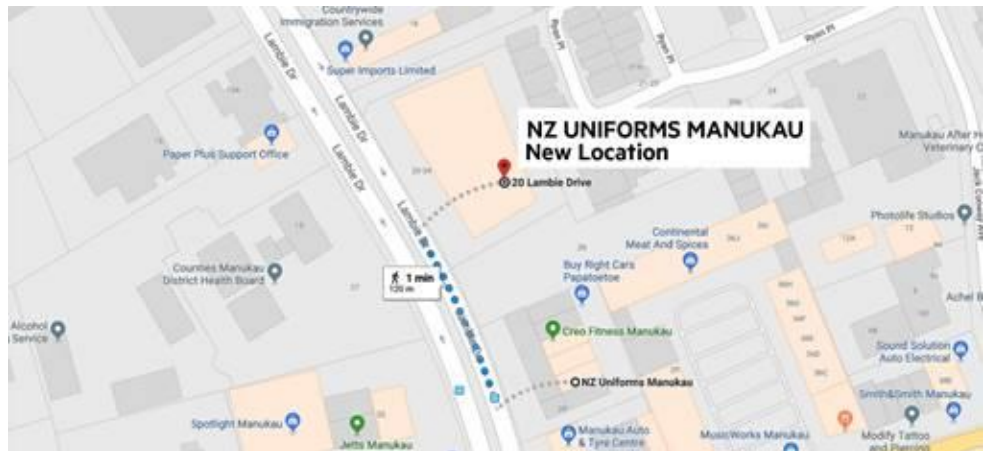 Countrywide
Immigration Services
Super Imports Limited
Lambie Dr
Lambie Dr
Lambie Dr
Ryan Pl
Ryan Pl
Ryan Pl
NZ UNIFORMS MANUKAU
New Location
20 Lambie Drive
Paper Plus Support Office
Manukau After H
Veterinary C
Photolife Studios
Continental
Meat And Spices
Buy Right Cars
Papatoetoe
Counties Manukau
District Health Board
1 min
120 m
Alcohol
Service
Creo Fitness Manukau
Achel B
Sound Solution
Auto Electrical
NZ Uniforms Manukau
Smith&Smith Manukau
Spotlight Manukau
Jetts Manukau
Manukau Auto
& Tyre Centre
MusicWorks Manukau
Modify Tattoo
and Piercing